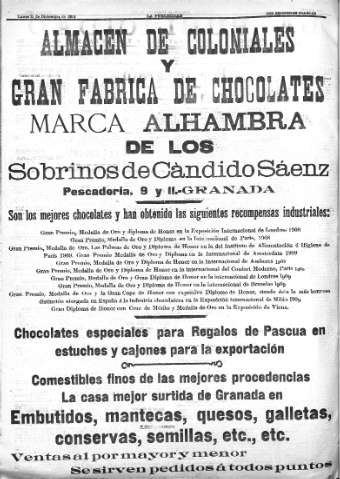 LA PUBLICIDAD
ALMACEN DE COLONIALES
Y
GRAN FABRICA DE CHOCOLATES
MARCA ALHAMBRA
DE LOS
Sobrinos de Càndido Sáenz
Pescadería, 9 y 11.-GRANADA
Son los mejores chocolates y han obtenido las siguientes recompensas industriales:
Gran Premio, Medalla de Oro y diploma de Honor en la Exposición Internacional de Londres 1908
Gran Premio, Medalla de Oro y Diploma en la Internacional de París, 1908
Gran Premio, Medalla de Oro, Las Palmas de Oro y Diploma de Honor en la del Instituto de Alimentación é Higiene de
París 1909. Gran Premio, Medalla de Oro y Diploma en la Internacional de Amsterdam 1909
Gran Premio, Medalla de Oro y Diploma de Honor en la Internacional de Amberes
Gran Premio, Medalla de Oro y Diploma de Honor en la Internacional del Confort Moderno, París
Gran Premio, Medalla de Oro y Gran Diploma de Honor en la Internacional de Londres 1909
Gran Premio, Medalla de Oro y Diploma de Honor en la Internacional de Bruselas
Gran Premio, Medalla de Oro y la Gran Copa de Honor con expresivo Diploma de Honor, siendo ésta la más honrosa
distinción otorgada en España á la industria chocolatera en la Exposición Internacional de Milán
Gran Diploma de Honor con Cruz de Mérito y Medalla de Oro en la Exposición de Viena.
Chocolates especiales para Regalos de Pascua en
estuches y cajones para la exportación
Comestibles finos de las mejores procedencias
La casa mejor surtida de Granada en
Embutidos, mantecas, quesos, galletas,
conservas, semillas, etc., etc.
Ventas al por mayor y menor
Se sirven pedidos á todos puntos